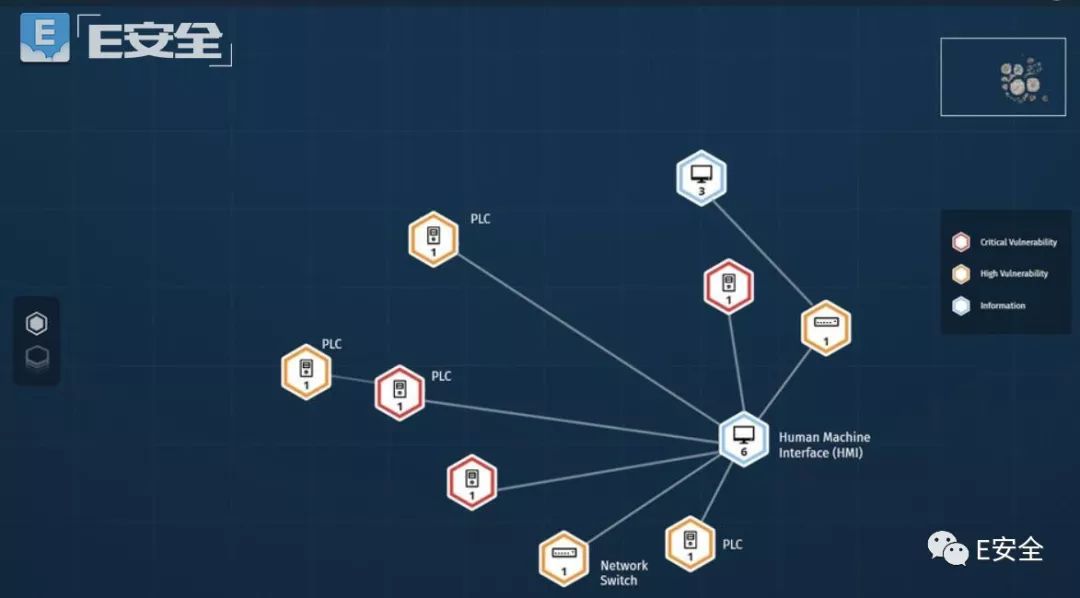 E
E安全
3
PLC
1
1
Critical Vulnerability
High Vulnerability
Information
1
PLC
1
PLC
1
6
Human Machine
Interface (HMI)
1
1
PLC
1
Network
Switch
E安全